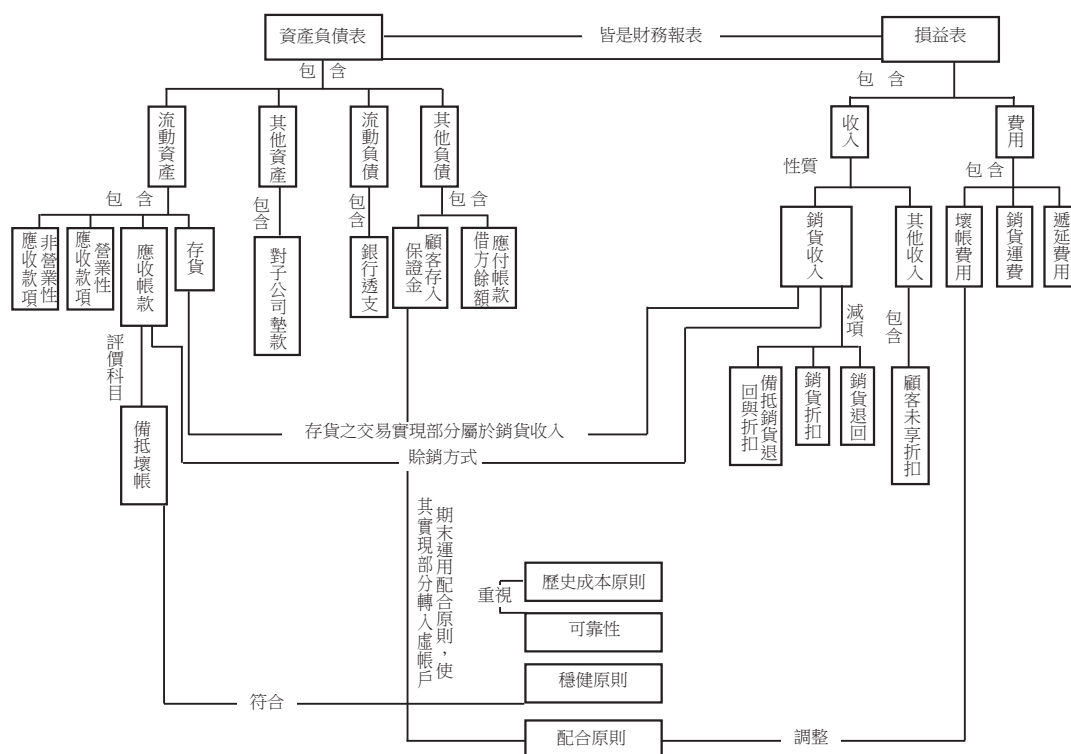 資產負債表
皆是財務報表
損益表
包 含
包 含
流動資產
其他資產
流動負債
其他負債
收入
費用
性質
包 含
包 含
包含
包含
包 含
非營業性
應收款項
營業性
應收款項
應收帳款
存貨
對子公司墊款
銀行透支
顧客存入
保證金
應付帳款
借方餘額
銷貨收入
其他收入
壞帳費用
銷貨運費
遞延費用
評價科目
減項
包含
備抵壞帳
備抵銷貨退
回與折扣
銷貨折扣
銷貨退回
顧客未享折扣
存貨之交易實現部分屬於銷貨收入
賒銷方式
期末運用配合原則，使
其實現部分轉入虛帳戶
重視
歷史成本原則
可靠性
穩健原則
符合
配合原則
調整